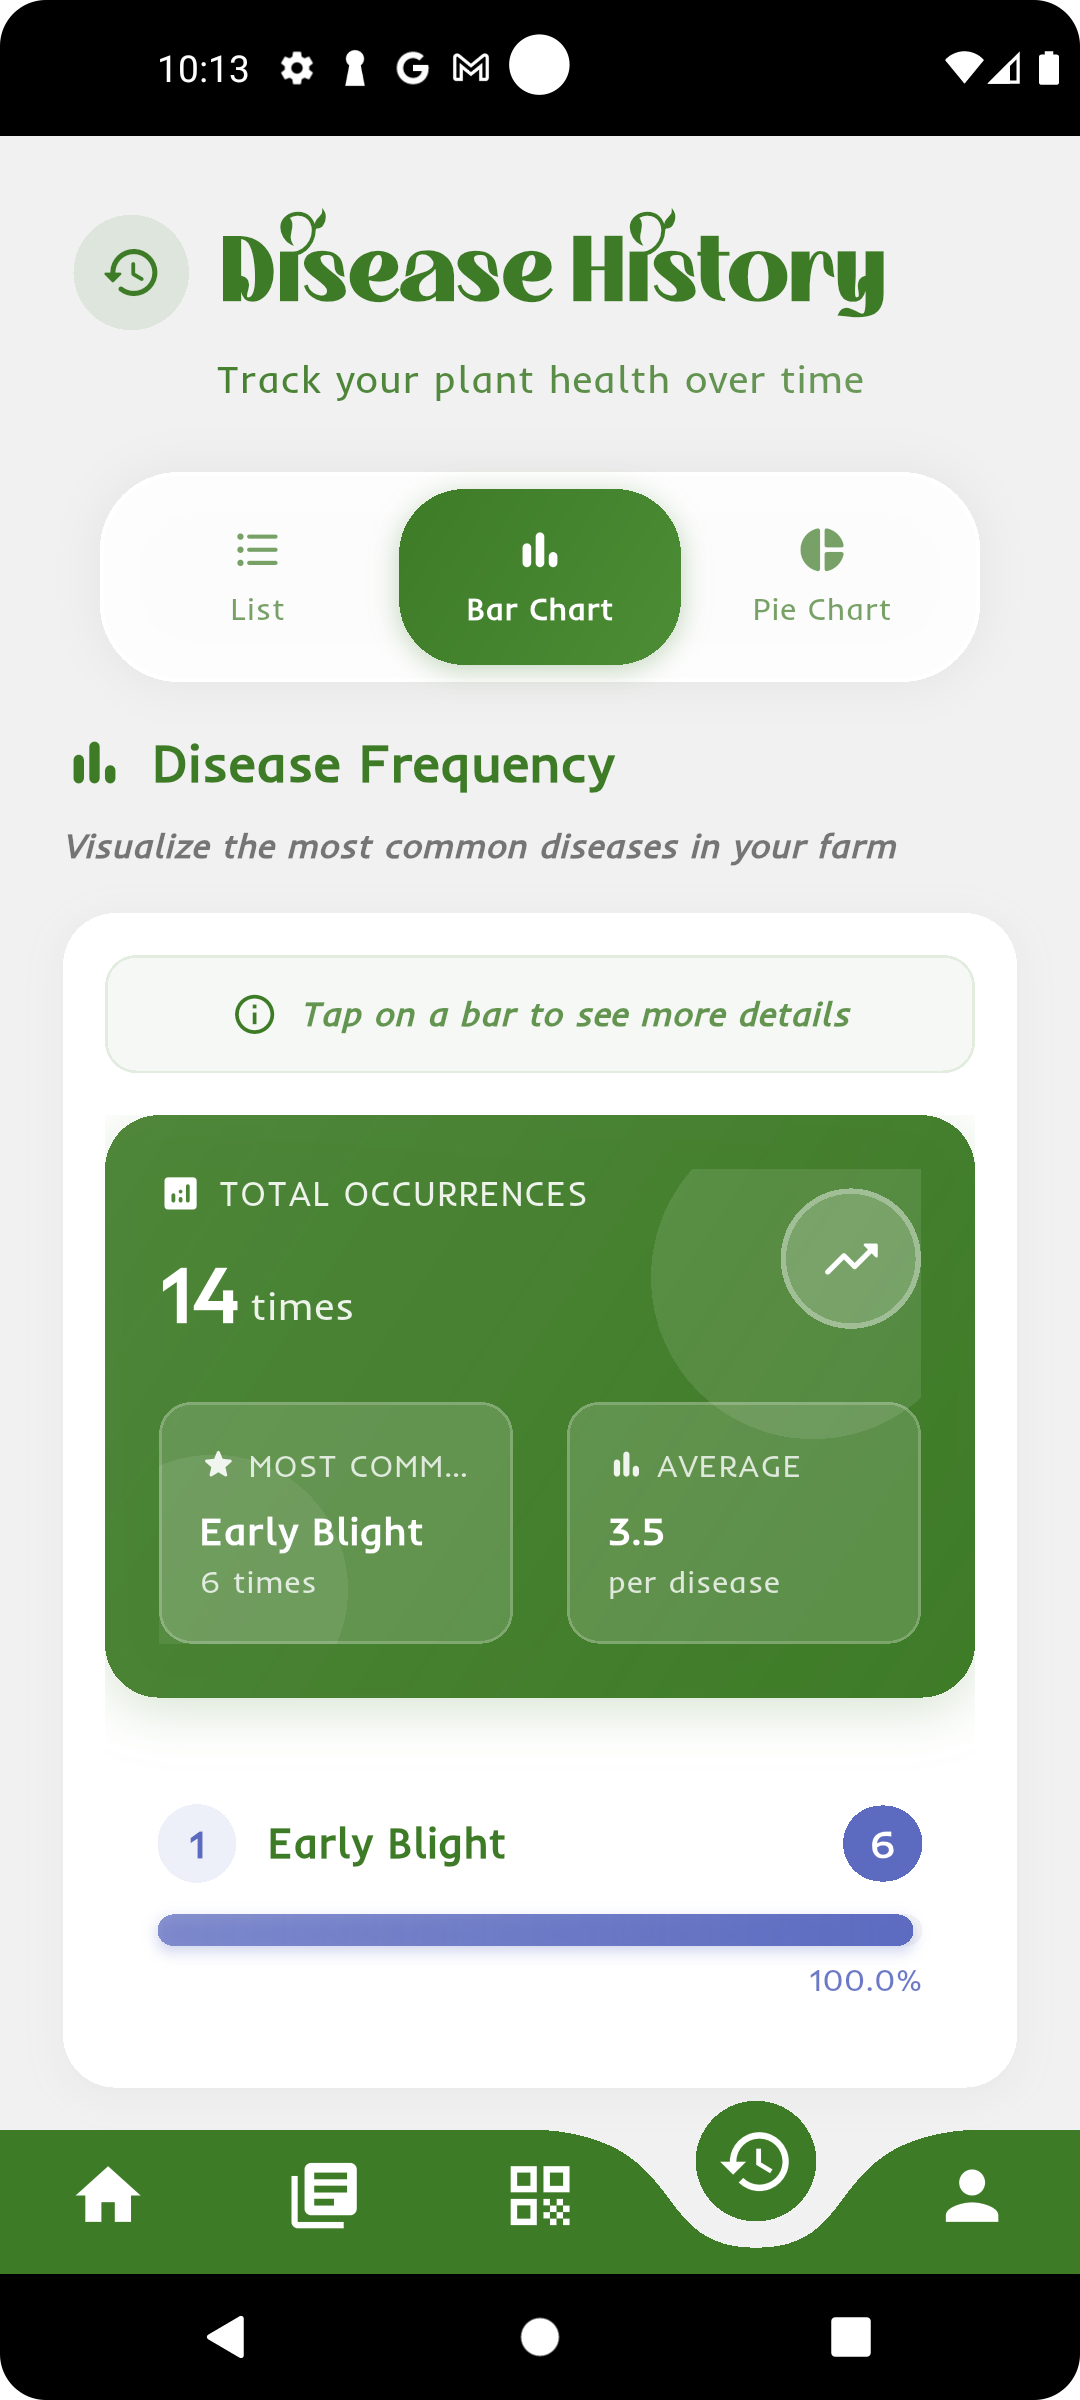 10:13
Disease History
Track your plant health over time
List
Bar Chart
Pie Chart
Disease Frequency
Visualize the most common diseases in your farm
Tap on a bar to see more details
TOTAL OCCURRENCES
14 times
MOST COMM...
Early Blight
6 times
AVERAGE
3.5
per disease
1 Early Blight 6
100.0%